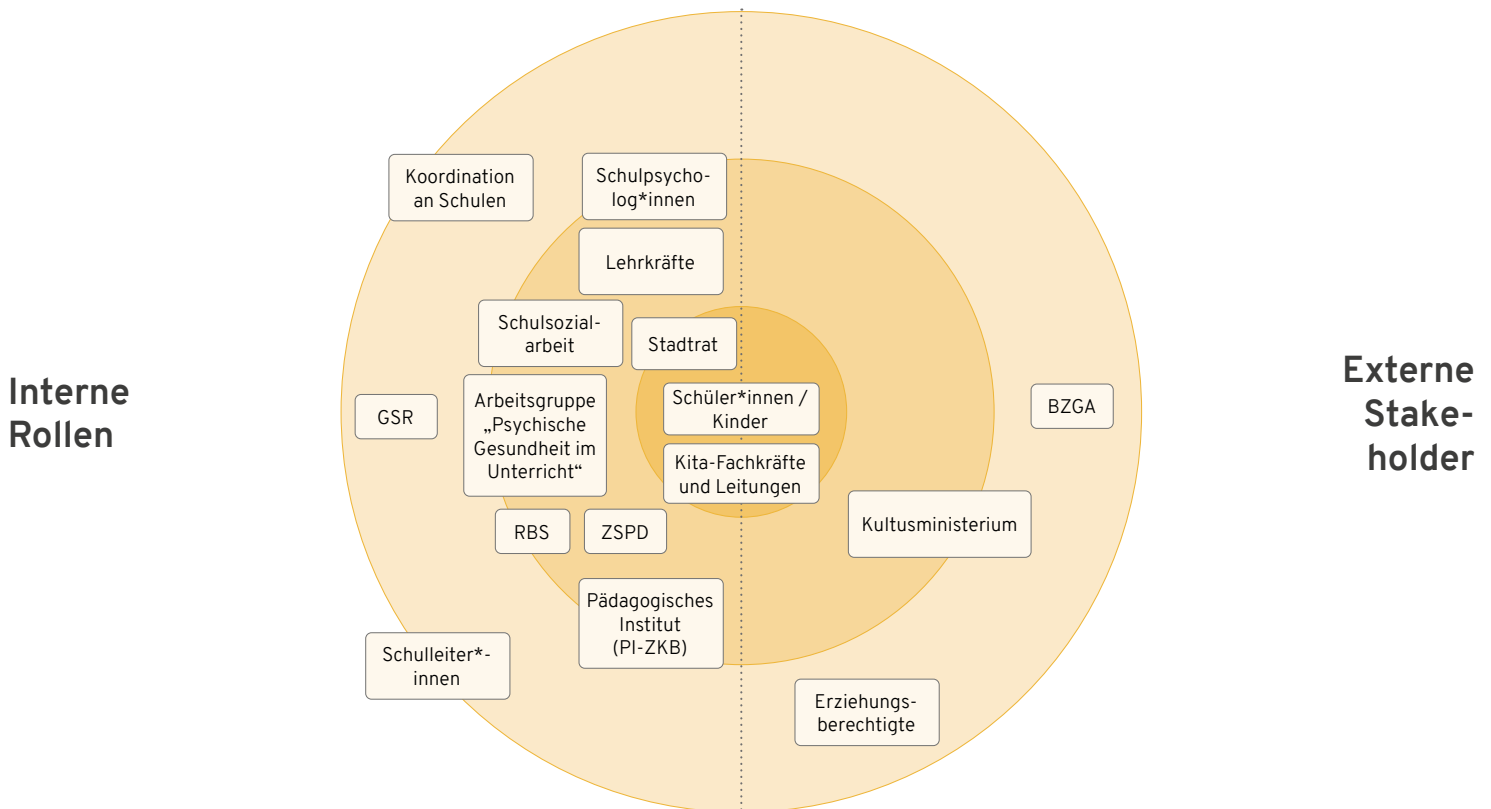 Koordination
an Schulen
Schulpsycho-
log*innen
Lehrkräfte
Schulsozial-
arbeit
Stadtrat
Interne
Rollen
GSR
Arbeitsgruppe
„Psychische
Gesundheit im
Unterricht“
Schüler*innen /
Kinder
Kita-Fachkräfte
und Leitungen
BZGA
Externe
Stake-
holder
RBS
ZSPD
Kultusministerium
Pädagogisches
Institut
(PI-ZKB)
Schulleiter*-
innen
Erziehungs-
berechtigte